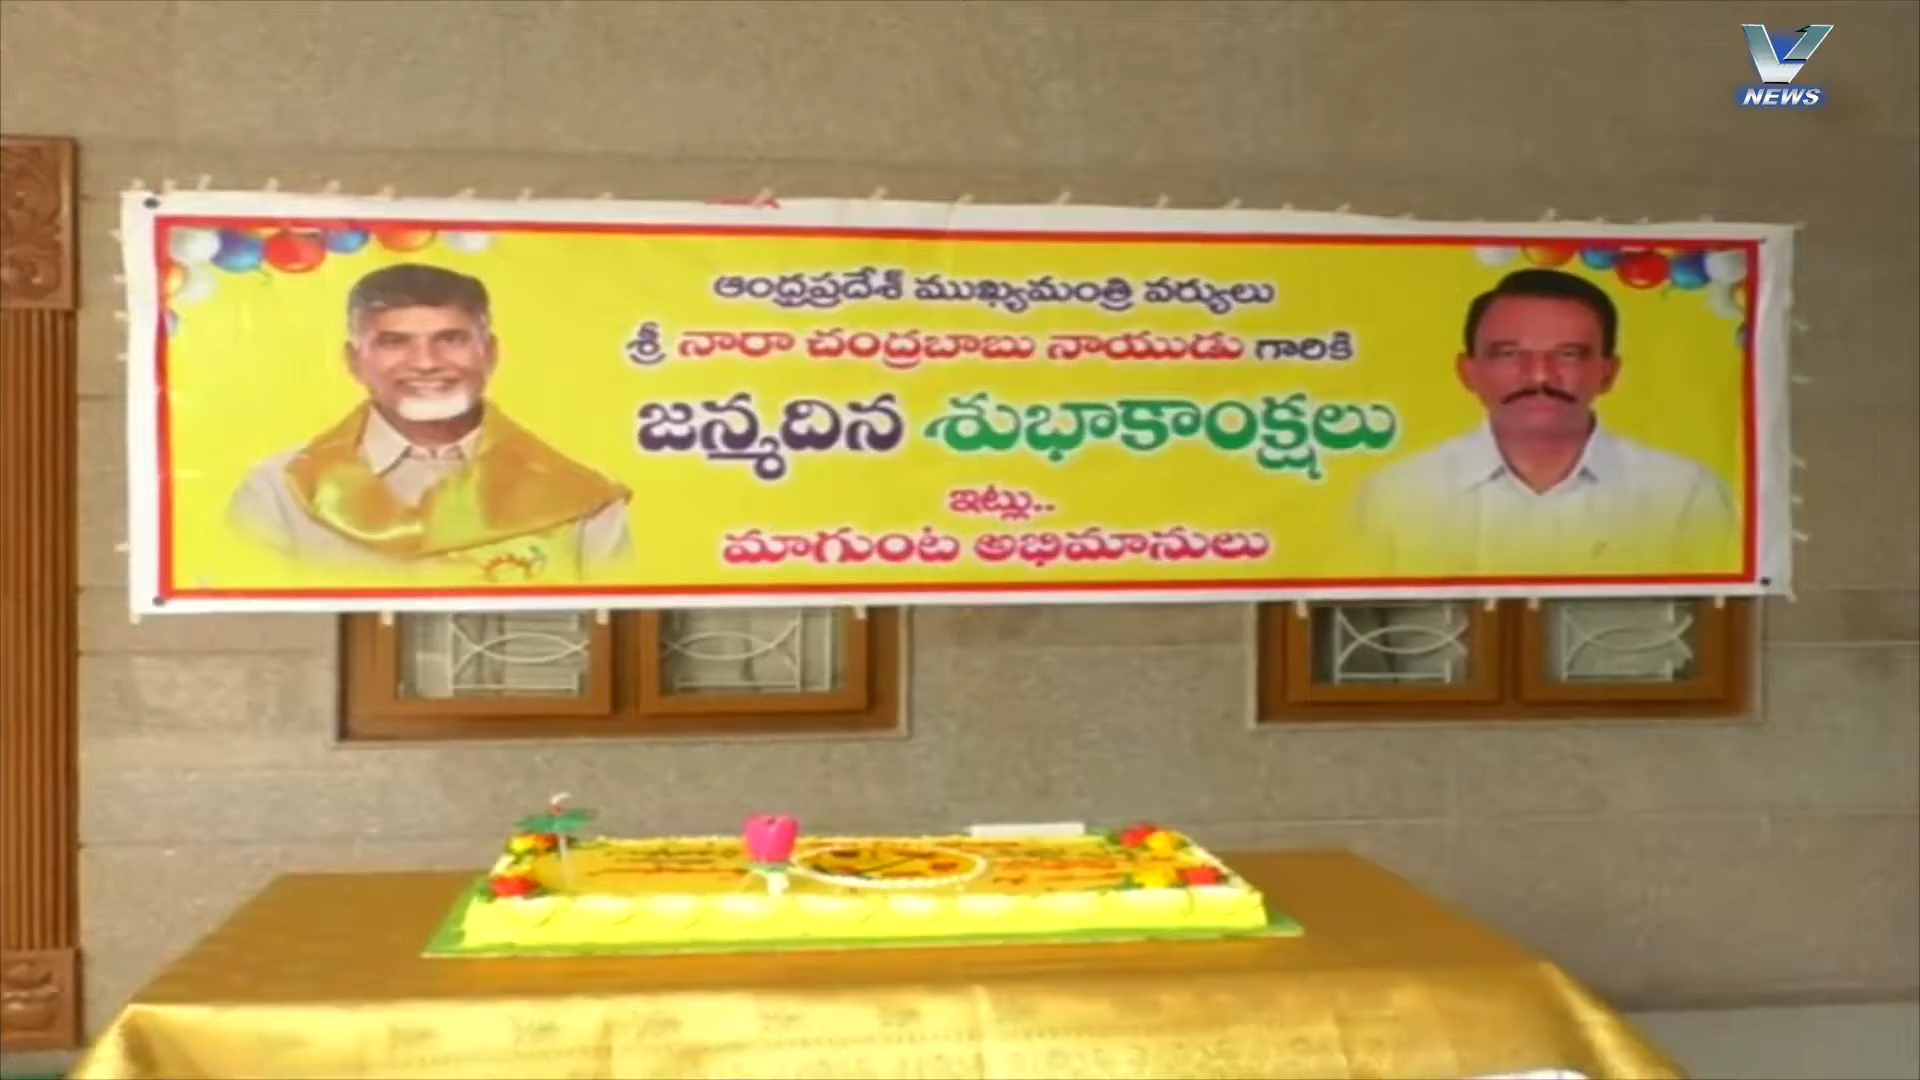 V
NEWS
ఆంధ్రప్రదేశ్ ముఖ్యమంత్రి వర్యులు
శ్రీ నారా చంద్రబాబు నాయుడు గారికి
జన్మదిన శుభాకాంక్షలు
ఇట్లు..
మాగుంట అభిమానులు